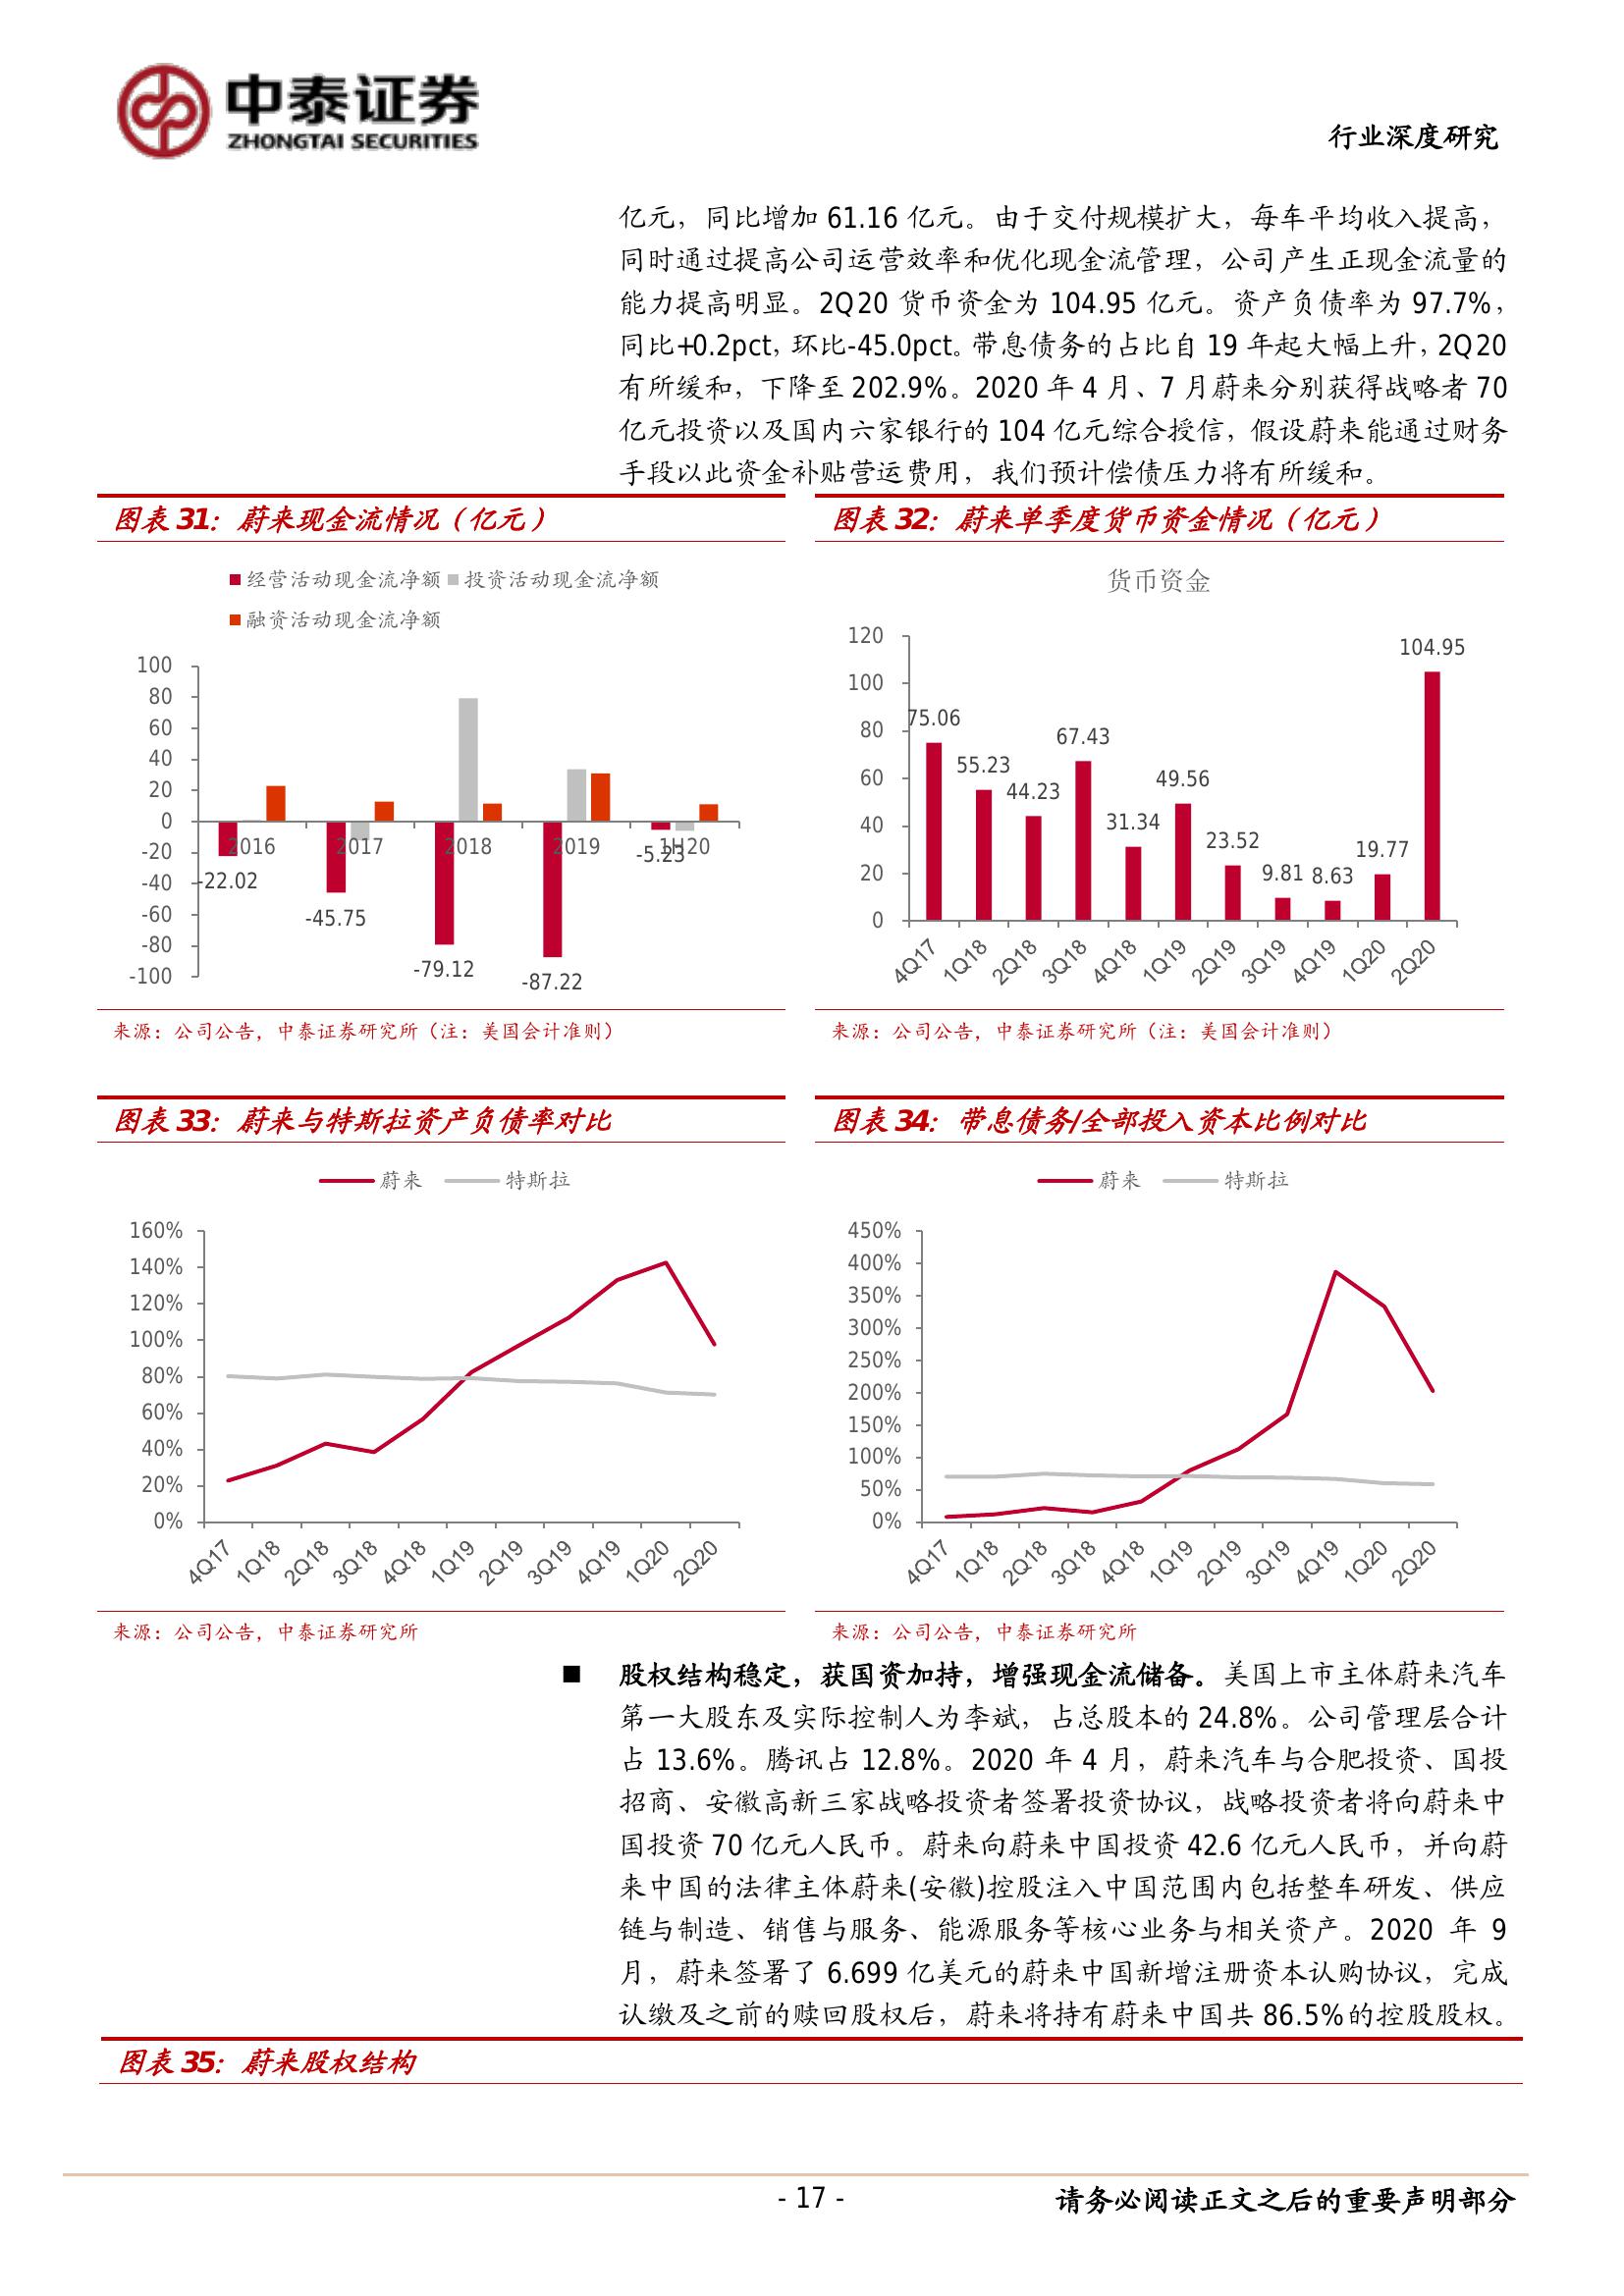 中泰证券
ZHONGTAI SECURITIES
行业深度研究
亿元，同比增加 61.16 亿元。由于交付规模扩大，每车平均收入提高，
同时通过提高公司运营效率和优化现金流管理，公司产生正现金流量的
能力提高明显。2Q20 货币资金为 104.95 亿元。资产负债率为 97.7%，
同比+0.2pct，环比-45.0pct。带息债务的占比自 19 年起大幅上升，2Q20
有所缓和，下降至 202.9%。2020 年 4 月、7 月蔚来分别获得战略者 70
亿元投资以及国内六家银行的 104 亿元综合授信，假设蔚来能通过财务
手段以此资金补贴营运费用，我们预计偿债压力将有所缓和。
图表 31：蔚来现金流情况（亿元）
经营活动现金流净额 投资活动现金流净额
融资活动现金流净额
100
80
60
40
20
0
-20
-40
-60
-80
-100
2016 2017 2018 2019 1H20
-22.02
-45.75
-79.12
-87.22
-5.23
来源：公司公告，中泰证券研究所（注：美国会计准则）
图表 32：蔚来单季度货币资金情况（亿元）
货币资金
120
100
80
60
40
20
0
75.06 55.23 44.23 67.43 31.34 49.56 23.52 9.81 8.63 19.77 104.95
4Q17 1Q18 2Q18 3Q18 4Q18 1Q19 2Q19 3Q19 4Q19 1Q20 2Q20
来源：公司公告，中泰证券研究所（注：美国会计准则）
图表 33：蔚来与特斯拉资产负债率对比
蔚来 特斯拉
160%
140%
120%
100%
80%
60%
40%
20%
0%
4Q17 1Q18 2Q18 3Q18 4Q18 1Q19 2Q19 3Q19 4Q19 1Q20 2Q20
来源：公司公告，中泰证券研究所
图表 34：带息债务/全部投入资本比例对比
蔚来 特斯拉
450%
400%
350%
300%
250%
200%
150%
100%
50%
0%
4Q17 1Q18 2Q18 3Q18 4Q18 1Q19 2Q19 3Q19 4Q19 1Q20 2Q20
来源：公司公告，中泰证券研究所
■ 股权结构稳定，获国资加持，增强现金流储备。美国上市主体蔚来汽车
第一大股东及实际控制人为李斌，占总股本的 24.8%。公司管理层合计
占 13.6%。腾讯占 12.8%。2020 年 4 月，蔚来汽车与合肥投资、国投
招商、安徽高新三家战略投资者签署投资协议，战略投资者将向蔚来中
国投资 70 亿元人民币。蔚来向蔚来中国投资 42.6 亿元人民币，并向蔚
来中国的法律主体蔚来(安徽)控股注入中国范围内包括整车研发、供应
链与制造、销售与服务、能源服务等核心业务与相关资产。2020 年 9
月，蔚来签署了 6.699 亿美元的蔚来中国新增注册资本认购协议，完成
认缴及之前的赎回股权后，蔚来将持有蔚来中国共 86.5%的控股股权。
图表 35：蔚来股权结构
- 17 -
请务必阅读正文之后的重要声明部分